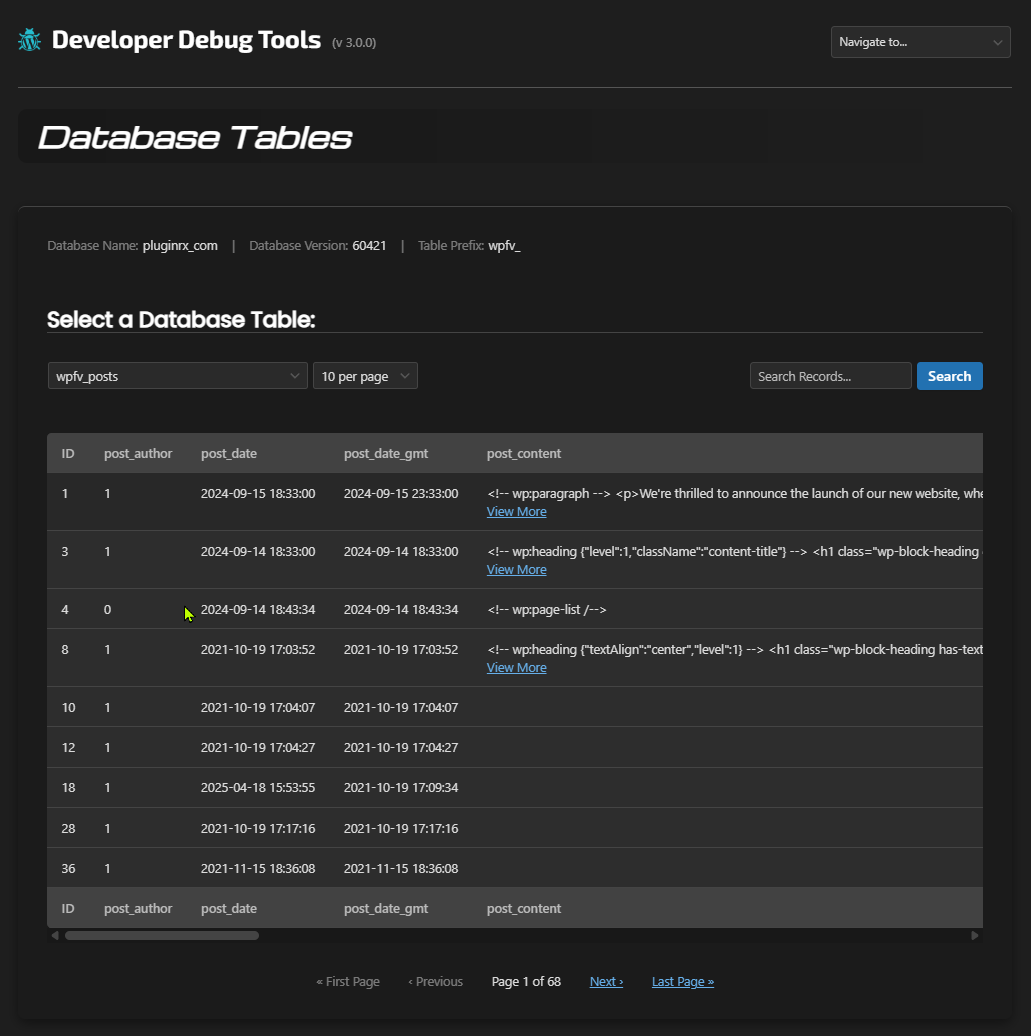 Developer Debug Tools (v 3.0.0)
Navigate to...
Database Tables
Database Name: pluginrx_com | Database Version: 60421 | Table Prefix: wpfv_
Select a Database Table:
wpfv_posts 10 per page Search Records... Search
ID post_author post_date post_date_gmt post_content
1 1 2024-09-15 18:33:00 2024-09-15 23:33:00 <!-- wp:paragraph --> <p>We're thrilled to announce the launch of our new website, whe
View More
3 1 2024-09-14 18:33:00 2024-09-14 18:33:00 <!-- wp:heading {"level":1,"className":"content-title"} --> <h1 class="wp-block-heading
View More
4 0 2024-09-14 18:43:34 2024-09-14 18:43:34 <!-- wp:page-list /-->
8 1 2021-10-19 17:03:52 2021-10-19 17:03:52 <!-- wp:heading {"textAlign":"center","level":1} --> <h1 class="wp-block-heading has-text
View More
10 1 2021-10-19 17:04:07 2021-10-19 17:04:07
12 1 2021-10-19 17:04:27 2021-10-19 17:04:27
18 1 2025-04-18 15:53:55 2021-10-19 17:09:34
28 1 2021-10-19 17:17:16 2021-10-19 17:17:16
36 1 2021-11-15 18:36:08 2021-11-15 18:36:08
ID post_author post_date post_date_gmt post_content
« First Page ‹ Previous Page 1 of 68 Next › Last Page »